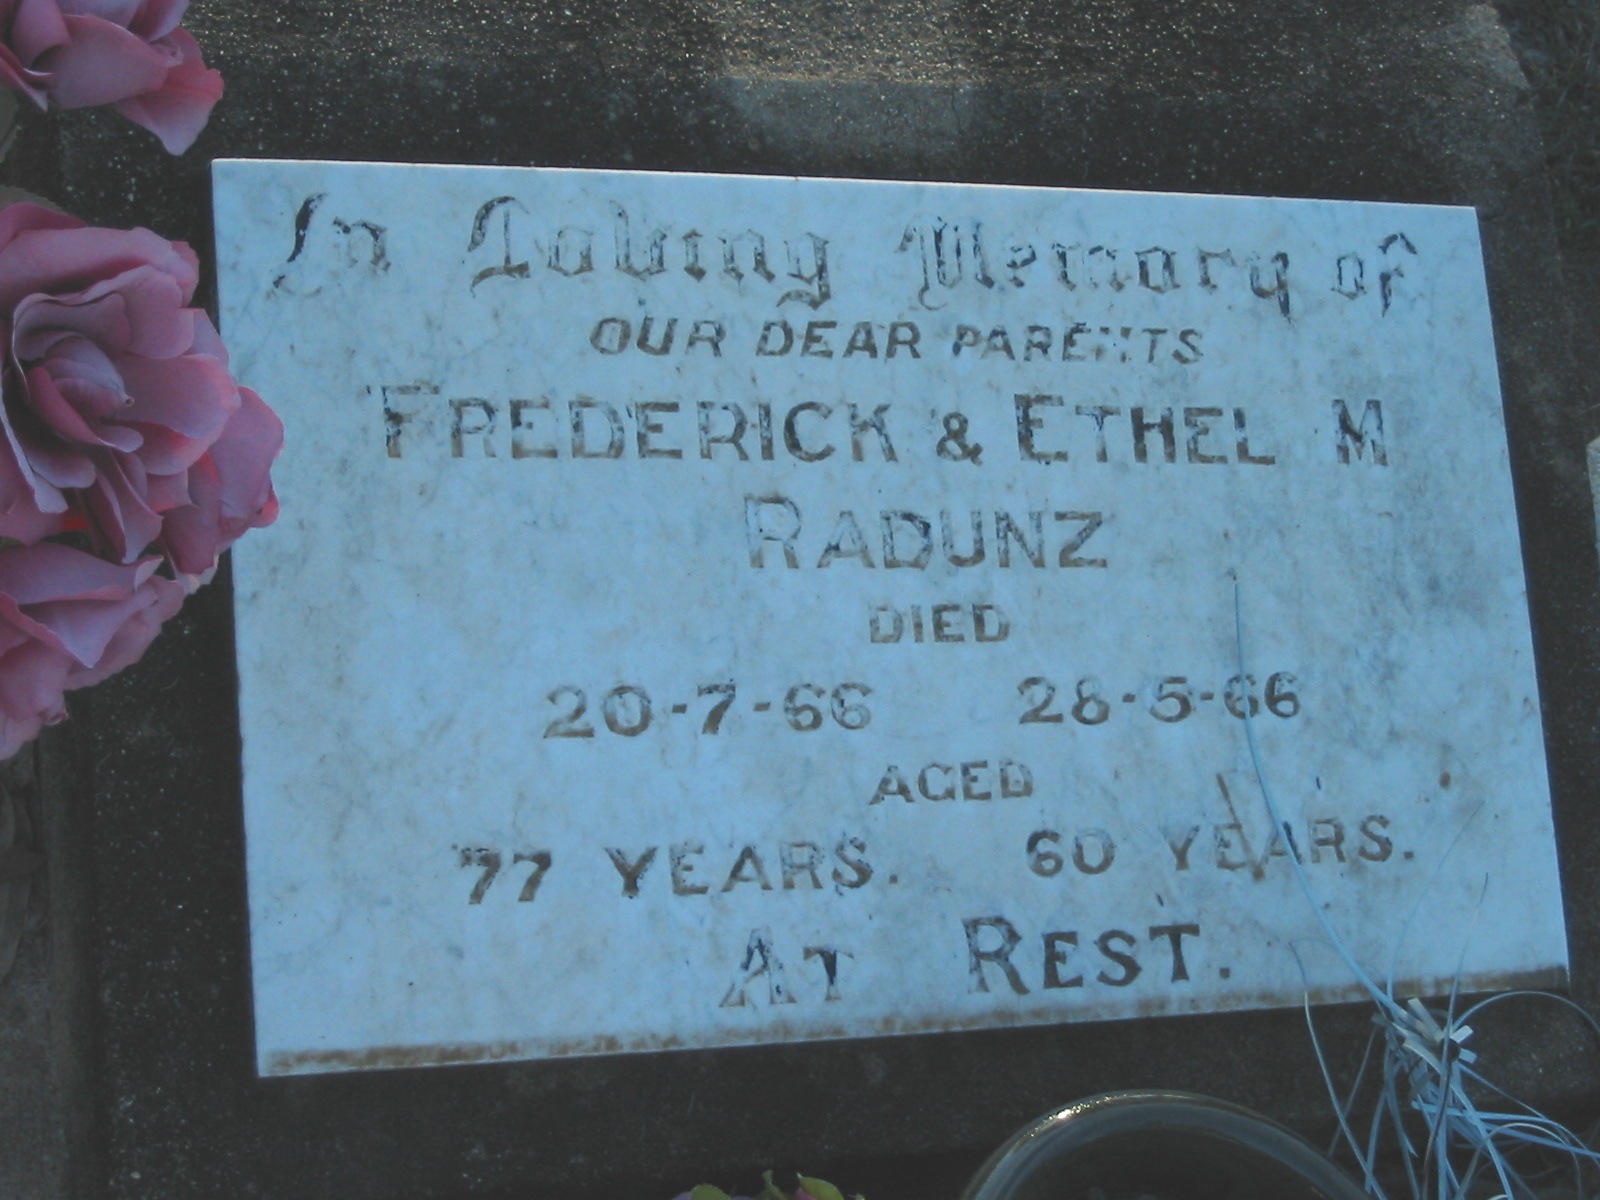 In Loving Memory of
OUR DEAR PARENTS
FREDERICK & ETHEL M
RADUNZ
DIED
20-7-66 28-5-66
AGED
77 YEARS. 60 YEARS.
AT REST.